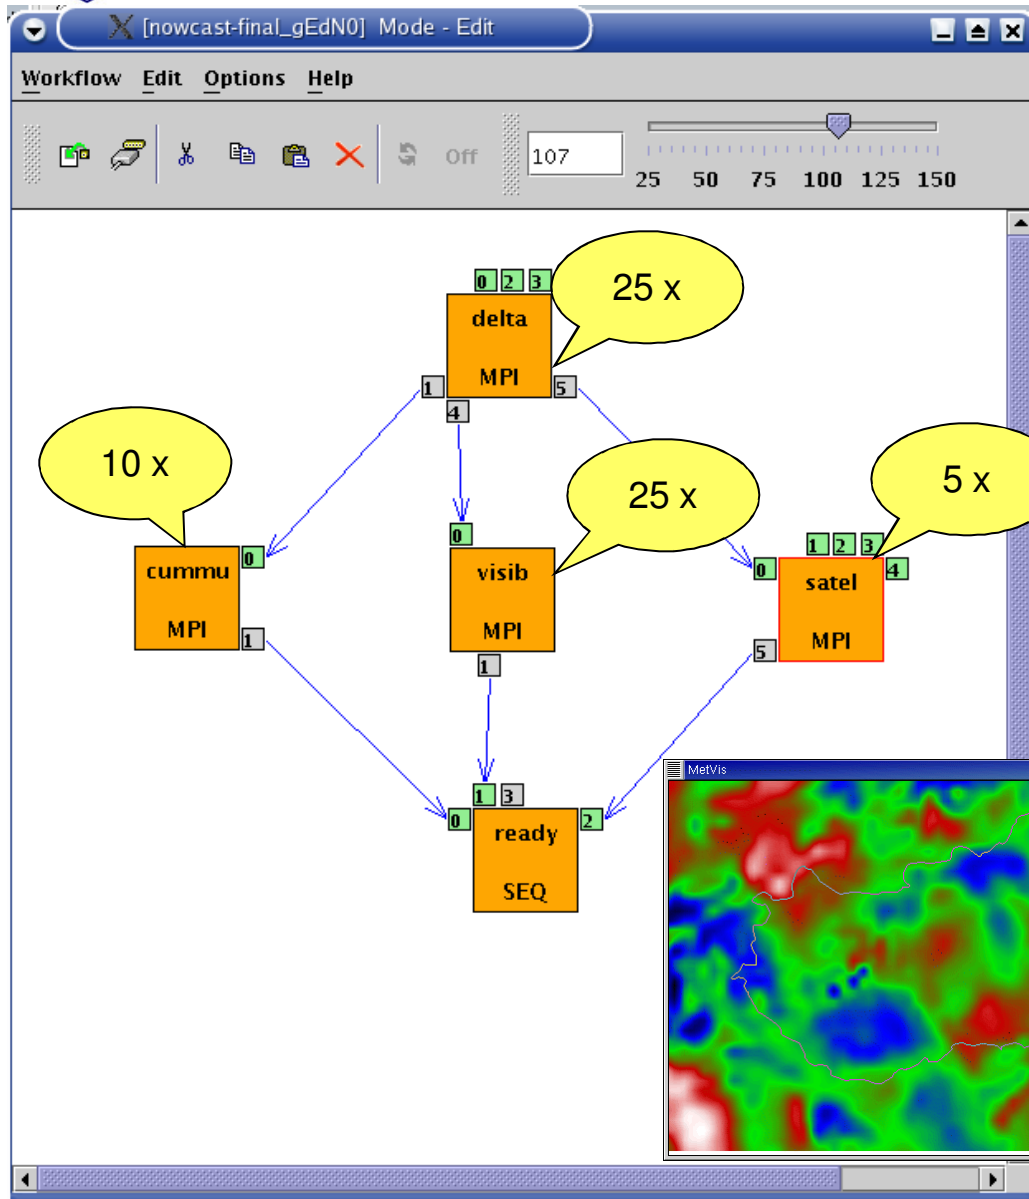 [nowcast-final_gEdN0] Mode - Edit
Workflow Edit Options Help
Off 107
25 50 75 100 125 150
0 2 3
delta
MPI
1 5
4
25 x
10 x
25 x
5 x
0
cummu
MPI
1
0
visib
MPI
1
1 2 3
0 4
satel
MPI
5
1 3
0 2
ready
SEQ
MetVis